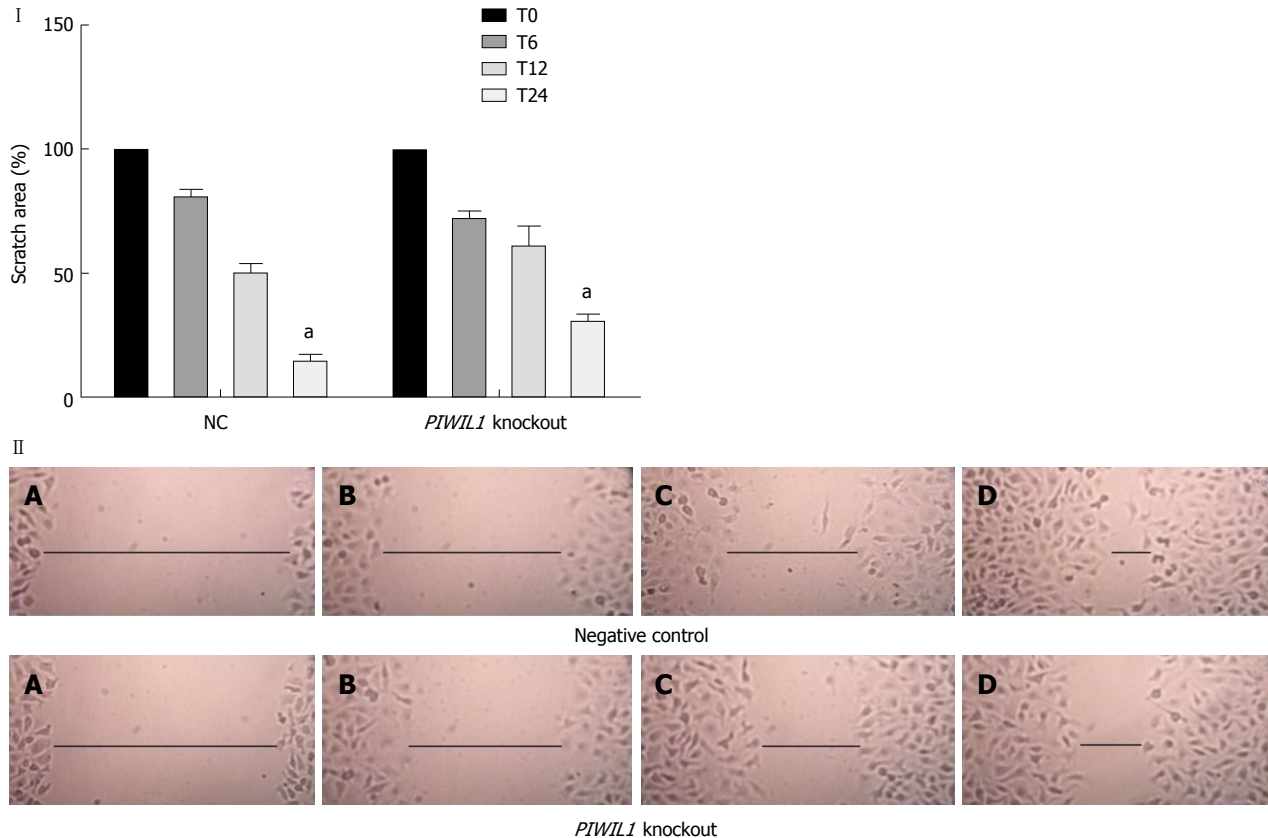 I
150
100
50
0
Scratch area (%)
T0
T6
T12
T24
a
a
NC
PIWIL1 knockout
II
A
B
C
D
Negative control
A
B
C
D
PIWIL1 knockout